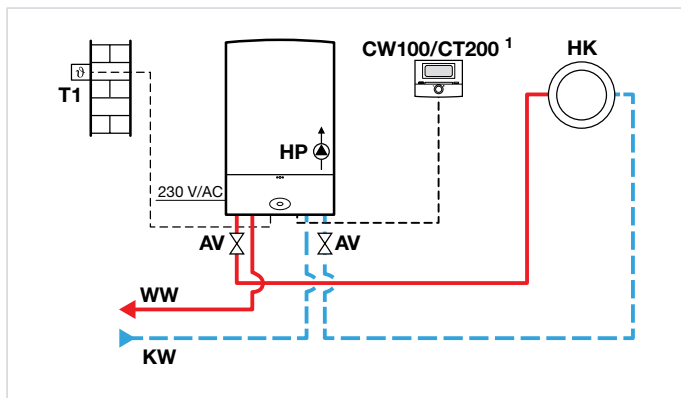 CW100/CT200 1
HK
ϑ
T1
HP
230 V/AC
AV
AV
WW
KW